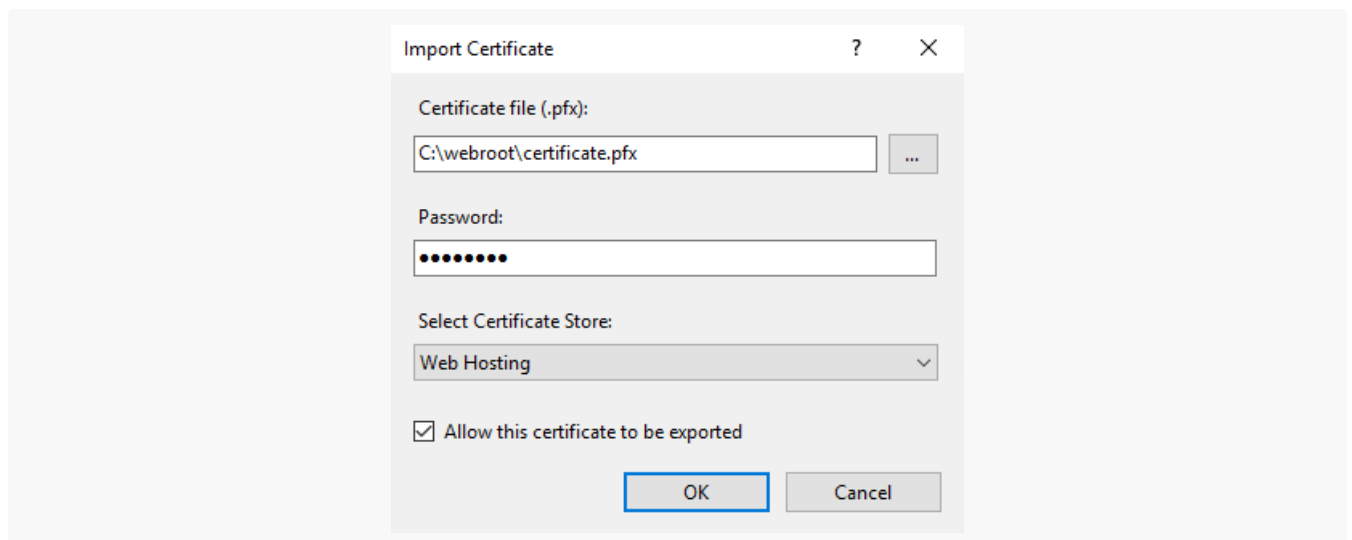 Import Certificate ?
Certificate file (.pfx):
C:\webroot\certificate.pfx ...
Password:
••••••••
Select Certificate Store:
Web Hosting
Allow this certificate to be exported
OK Cancel